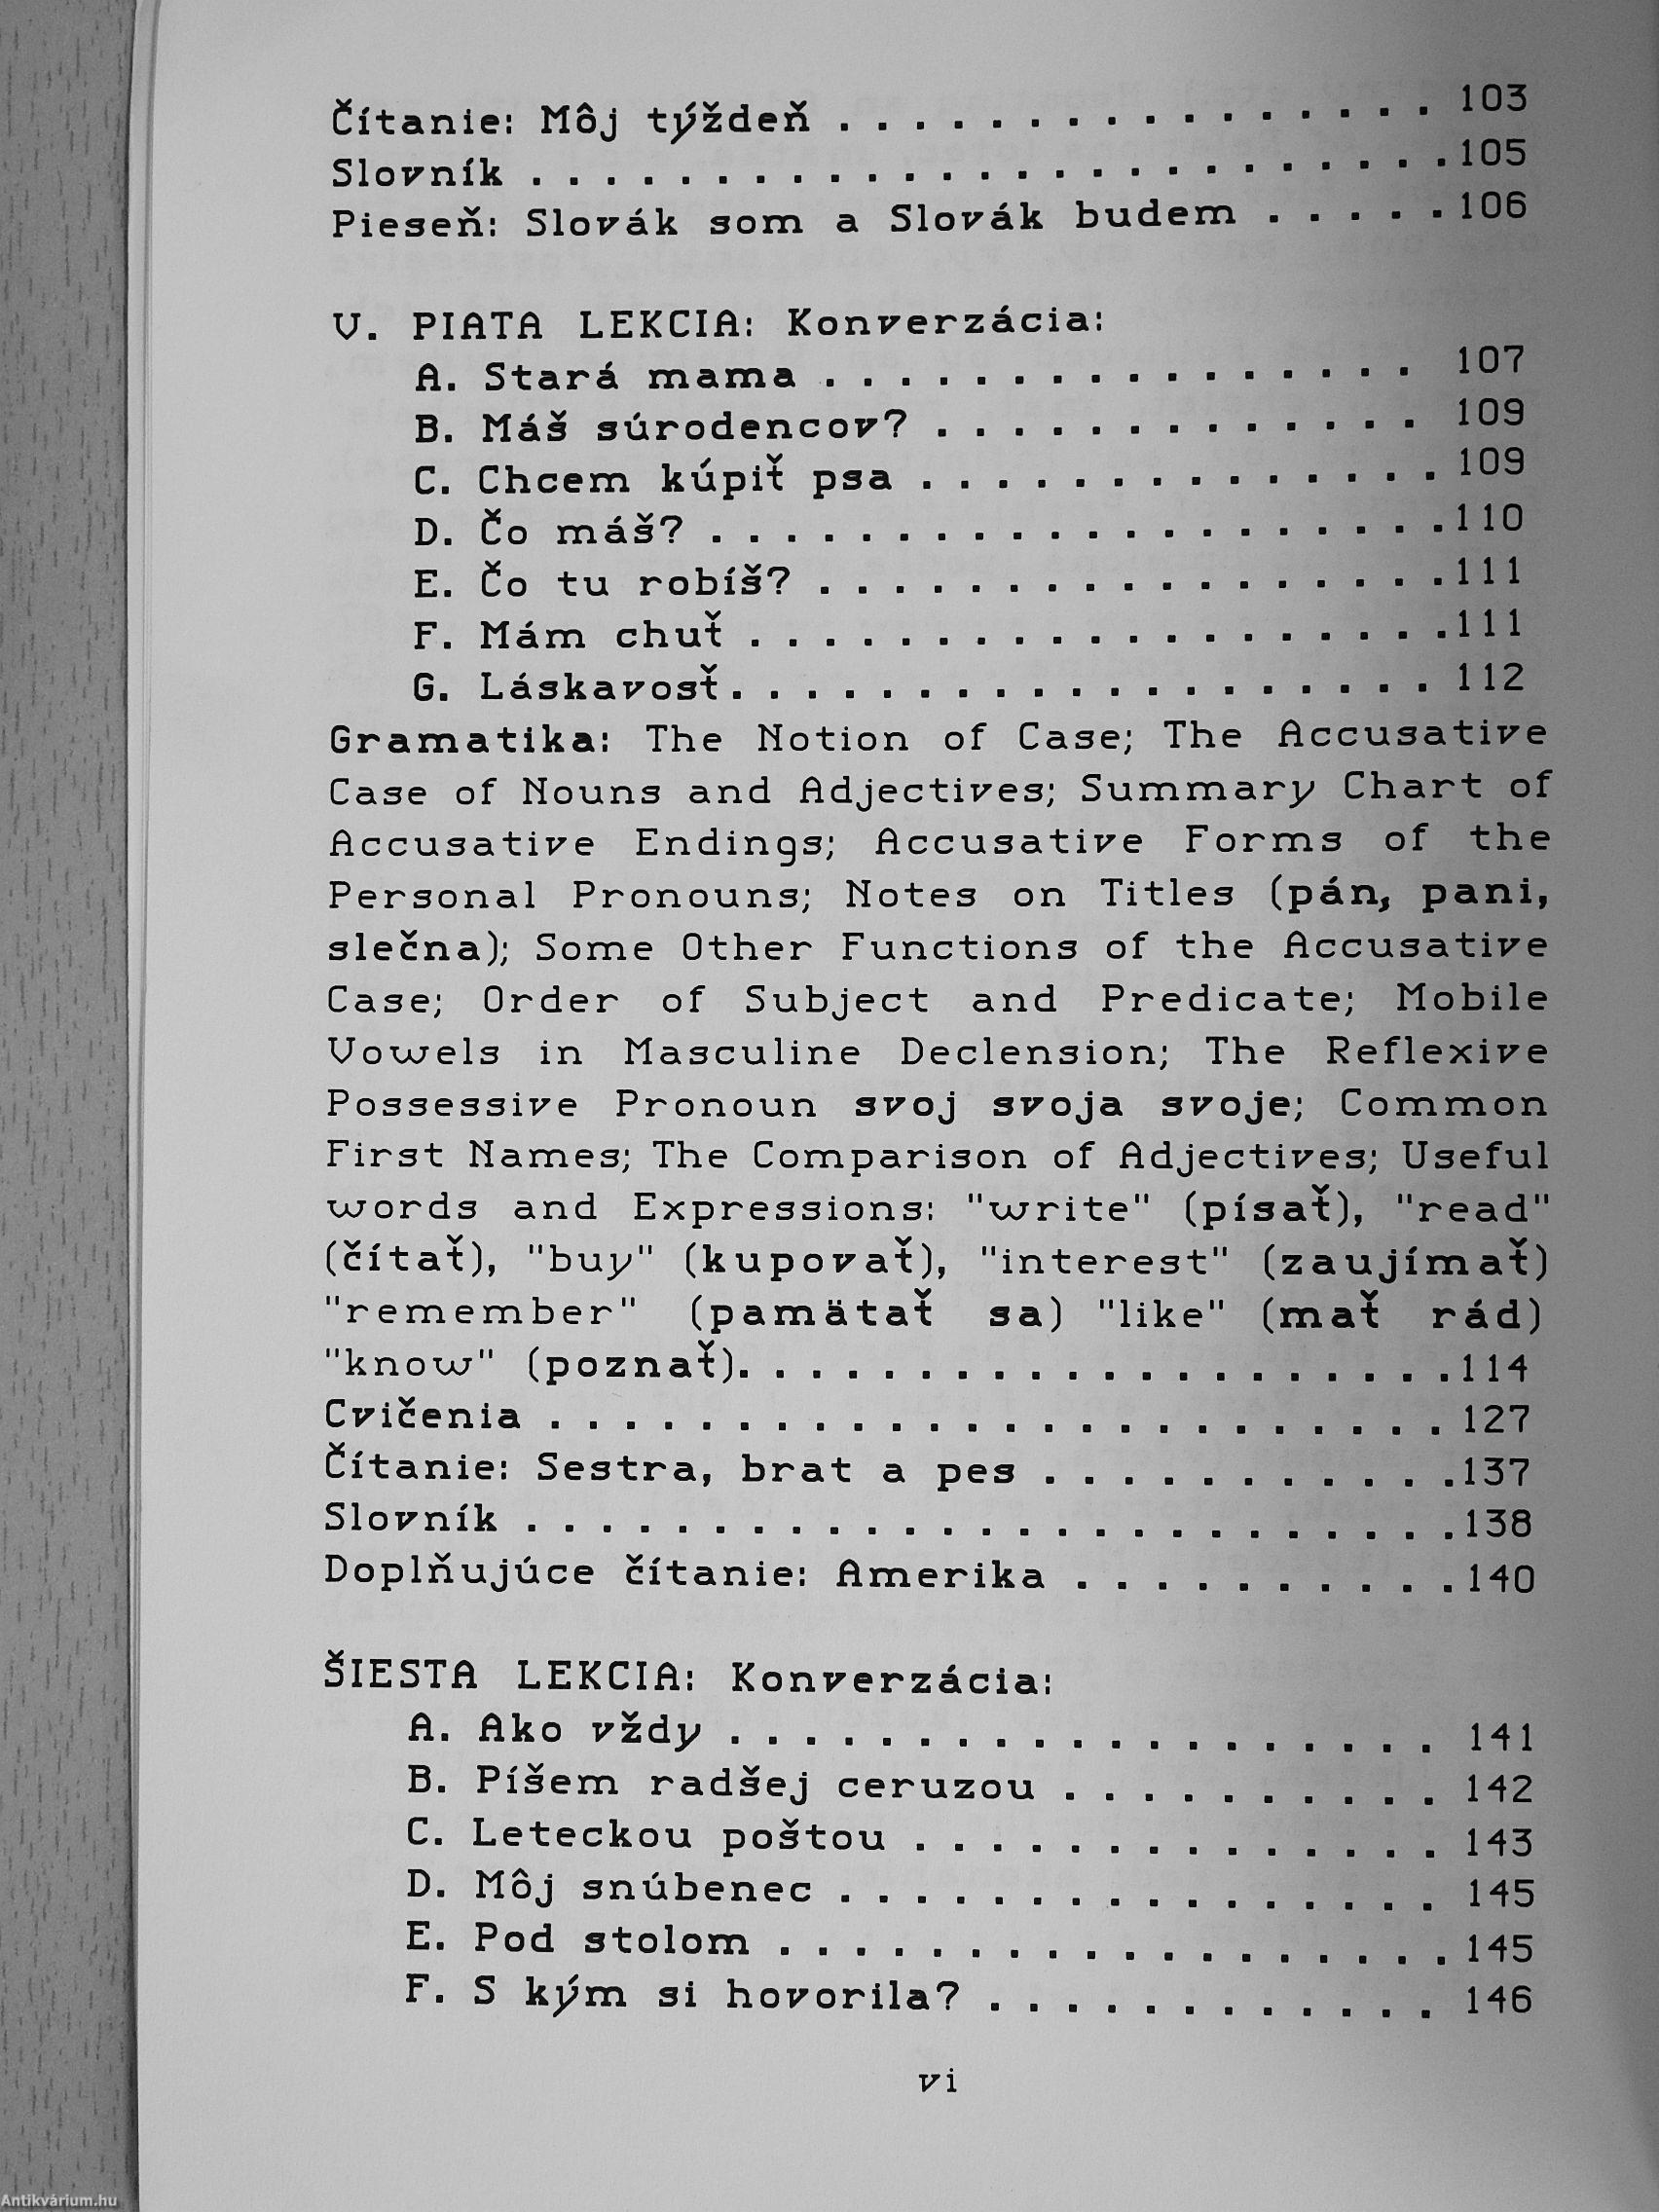 Čítanie: Môj týždeň . . . . . . . . . . . . . . . . 103
Slovník . . . . . . . . . . . . . . . . . . . . . . . . 105
Pieseň: Slovák som a Slovák budem . . . . . 106
V. PIATA LEKCIA: Konverzácia:
A. Stará mama . . . . . . . . . . . . . . . . 107
B. Máš súrodencov? . . . . . . . . . . . . . 109
C. Chcem kúpiť psa . . . . . . . . . . . . . . 109
D. Čo máš? . . . . . . . . . . . . . . . . . . . . 110
E. Čo tu robíš? . . . . . . . . . . . . . . . . . 111
F. Mám chuť . . . . . . . . . . . . . . . . . . . 111
G. Láskavosť. . . . . . . . . . . . . . . . . . . 112
Gramatika: The Notion of Case; The Accusative
Case of Nouns and Adjectives; Summary Chart of
Accusative Endings; Accusative Forms of the
Personal Pronouns; Notes on Titles (pán, pani,
slečna); Some Other Functions of the Accusative
Case; Order of Subject and Predicate; Mobile
Vowels in Masculine Declension; The Reflexive
Possessive Pronoun svoj svoja svoje; Common
First Names; The Comparison of Adjectives; Useful
words and Expressions: "write" (písať), "read"
(čítať), "buy" (kupovať), "interest" (zaujímať)
"remember" (pamätať sa) "like" (mať rád)
"know" (poznať). . . . . . . . . . . . . . . . . . . 114
Cvičenia . . . . . . . . . . . . . . . . . . . . . . . . 127
Čítanie: Sestra, brat a pes . . . . . . . . . . . 137
Slovník . . . . . . . . . . . . . . . . . . . . . . . . . 138
Doplňujúce čítanie: Amerika . . . . . . . . . . 140
ŠIESTA LEKCIA: Konverzácia:
A. Ako vždy . . . . . . . . . . . . . . . . . . . 141
B. Píšem radšej ceruzou . . . . . . . . . . 142
C. Leteckou poštou . . . . . . . . . . . . . . 143
D. Môj snúbenec . . . . . . . . . . . . . . . . 145
E. Pod stolom . . . . . . . . . . . . . . . . . . 145
F. S kým si hovorila? . . . . . . . . . . . . 146
vi
Antikvárium.hu